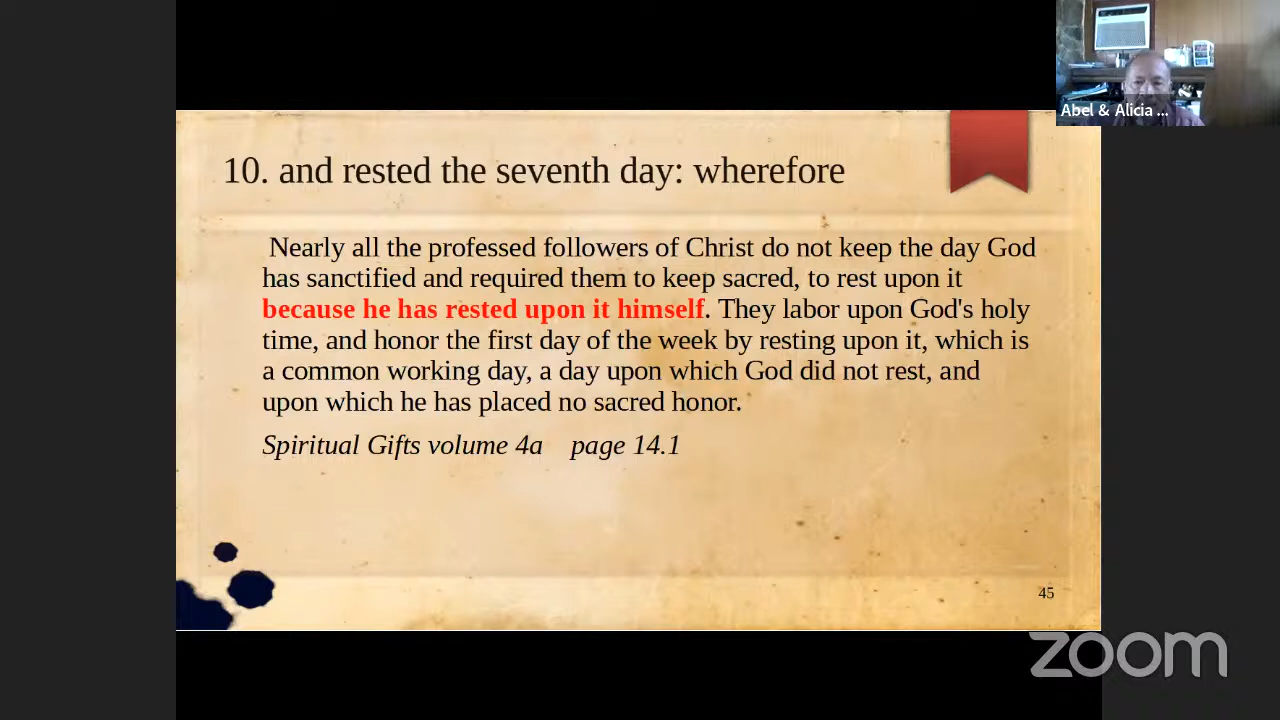 Abel & Alicia ...
10. and rested the seventh day: wherefore
Nearly all the professed followers of Christ do not keep the day God
has sanctified and required them to keep sacred, to rest upon it
because he has rested upon it himself. They labor upon God's holy
time, and honor the first day of the week by resting upon it, which is
a common working day, a day upon which God did not rest, and
upon which he has placed no sacred honor.
Spiritual Gifts volume 4a page 14.1
45
zoom